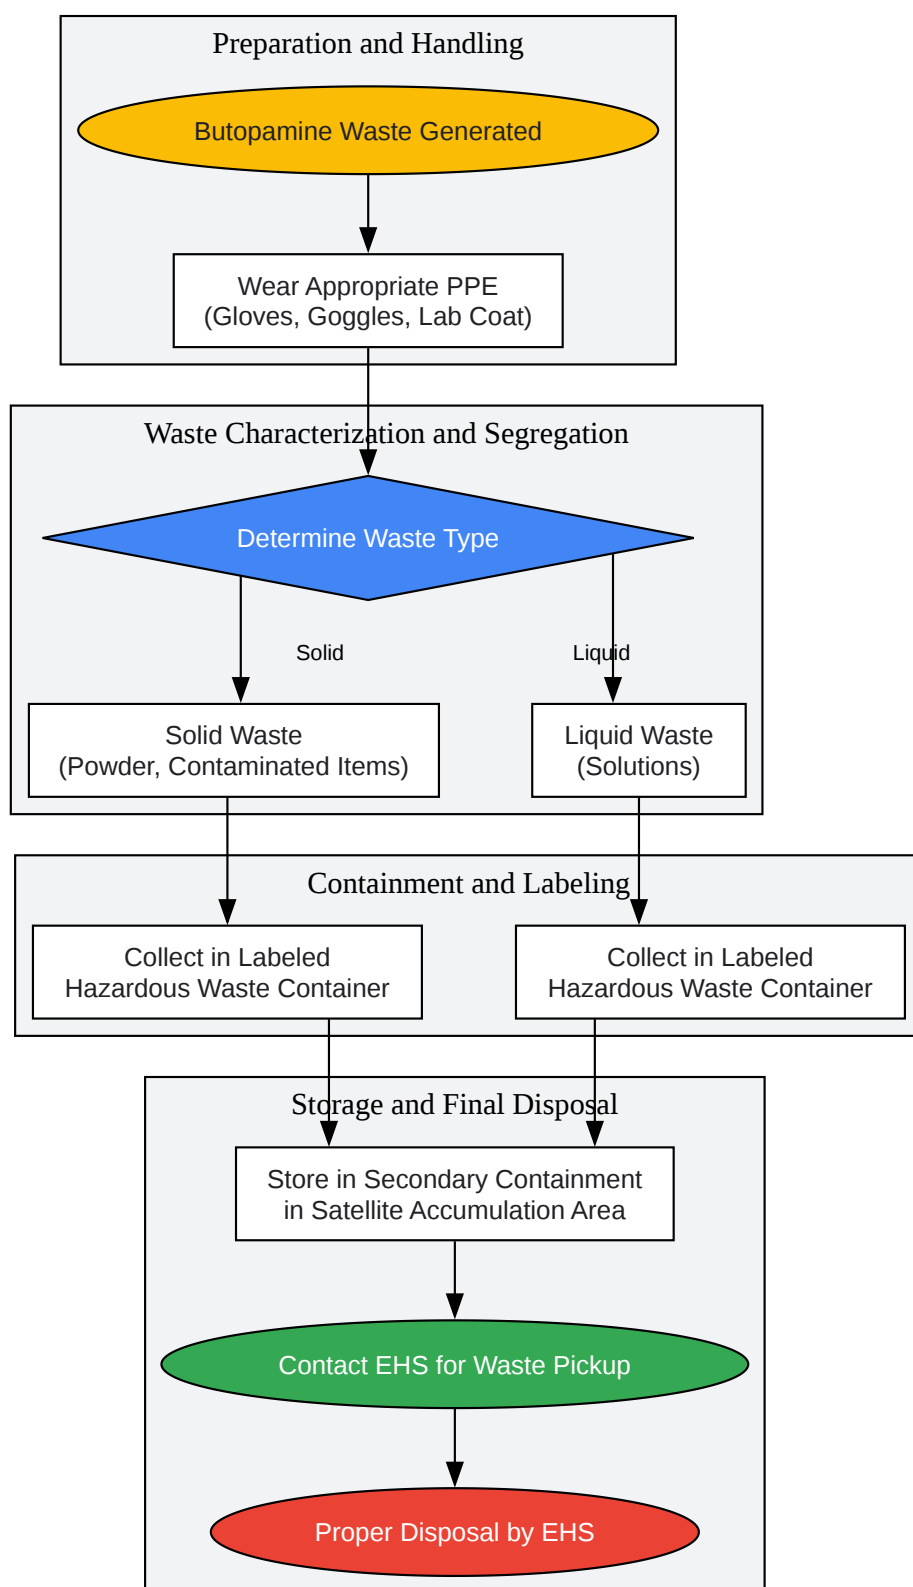 Preparation and Handling
Butopamine Waste Generated
Wear Appropriate PPE
(Gloves, Goggles, Lab Coat)
Waste Characterization and Segregation
Determine Waste Type
Solid
Liquid
Solid Waste
(Powder, Contaminated Items)
Liquid Waste
(Solutions)
Containment and Labeling
Collect in Labeled
Hazardous Waste Container
Collect in Labeled
Hazardous Waste Container
Storage and Final Disposal
Store in Secondary Containment
in Satellite Accumulation Area
Contact EHS for Waste Pickup
Proper Disposal by EHS